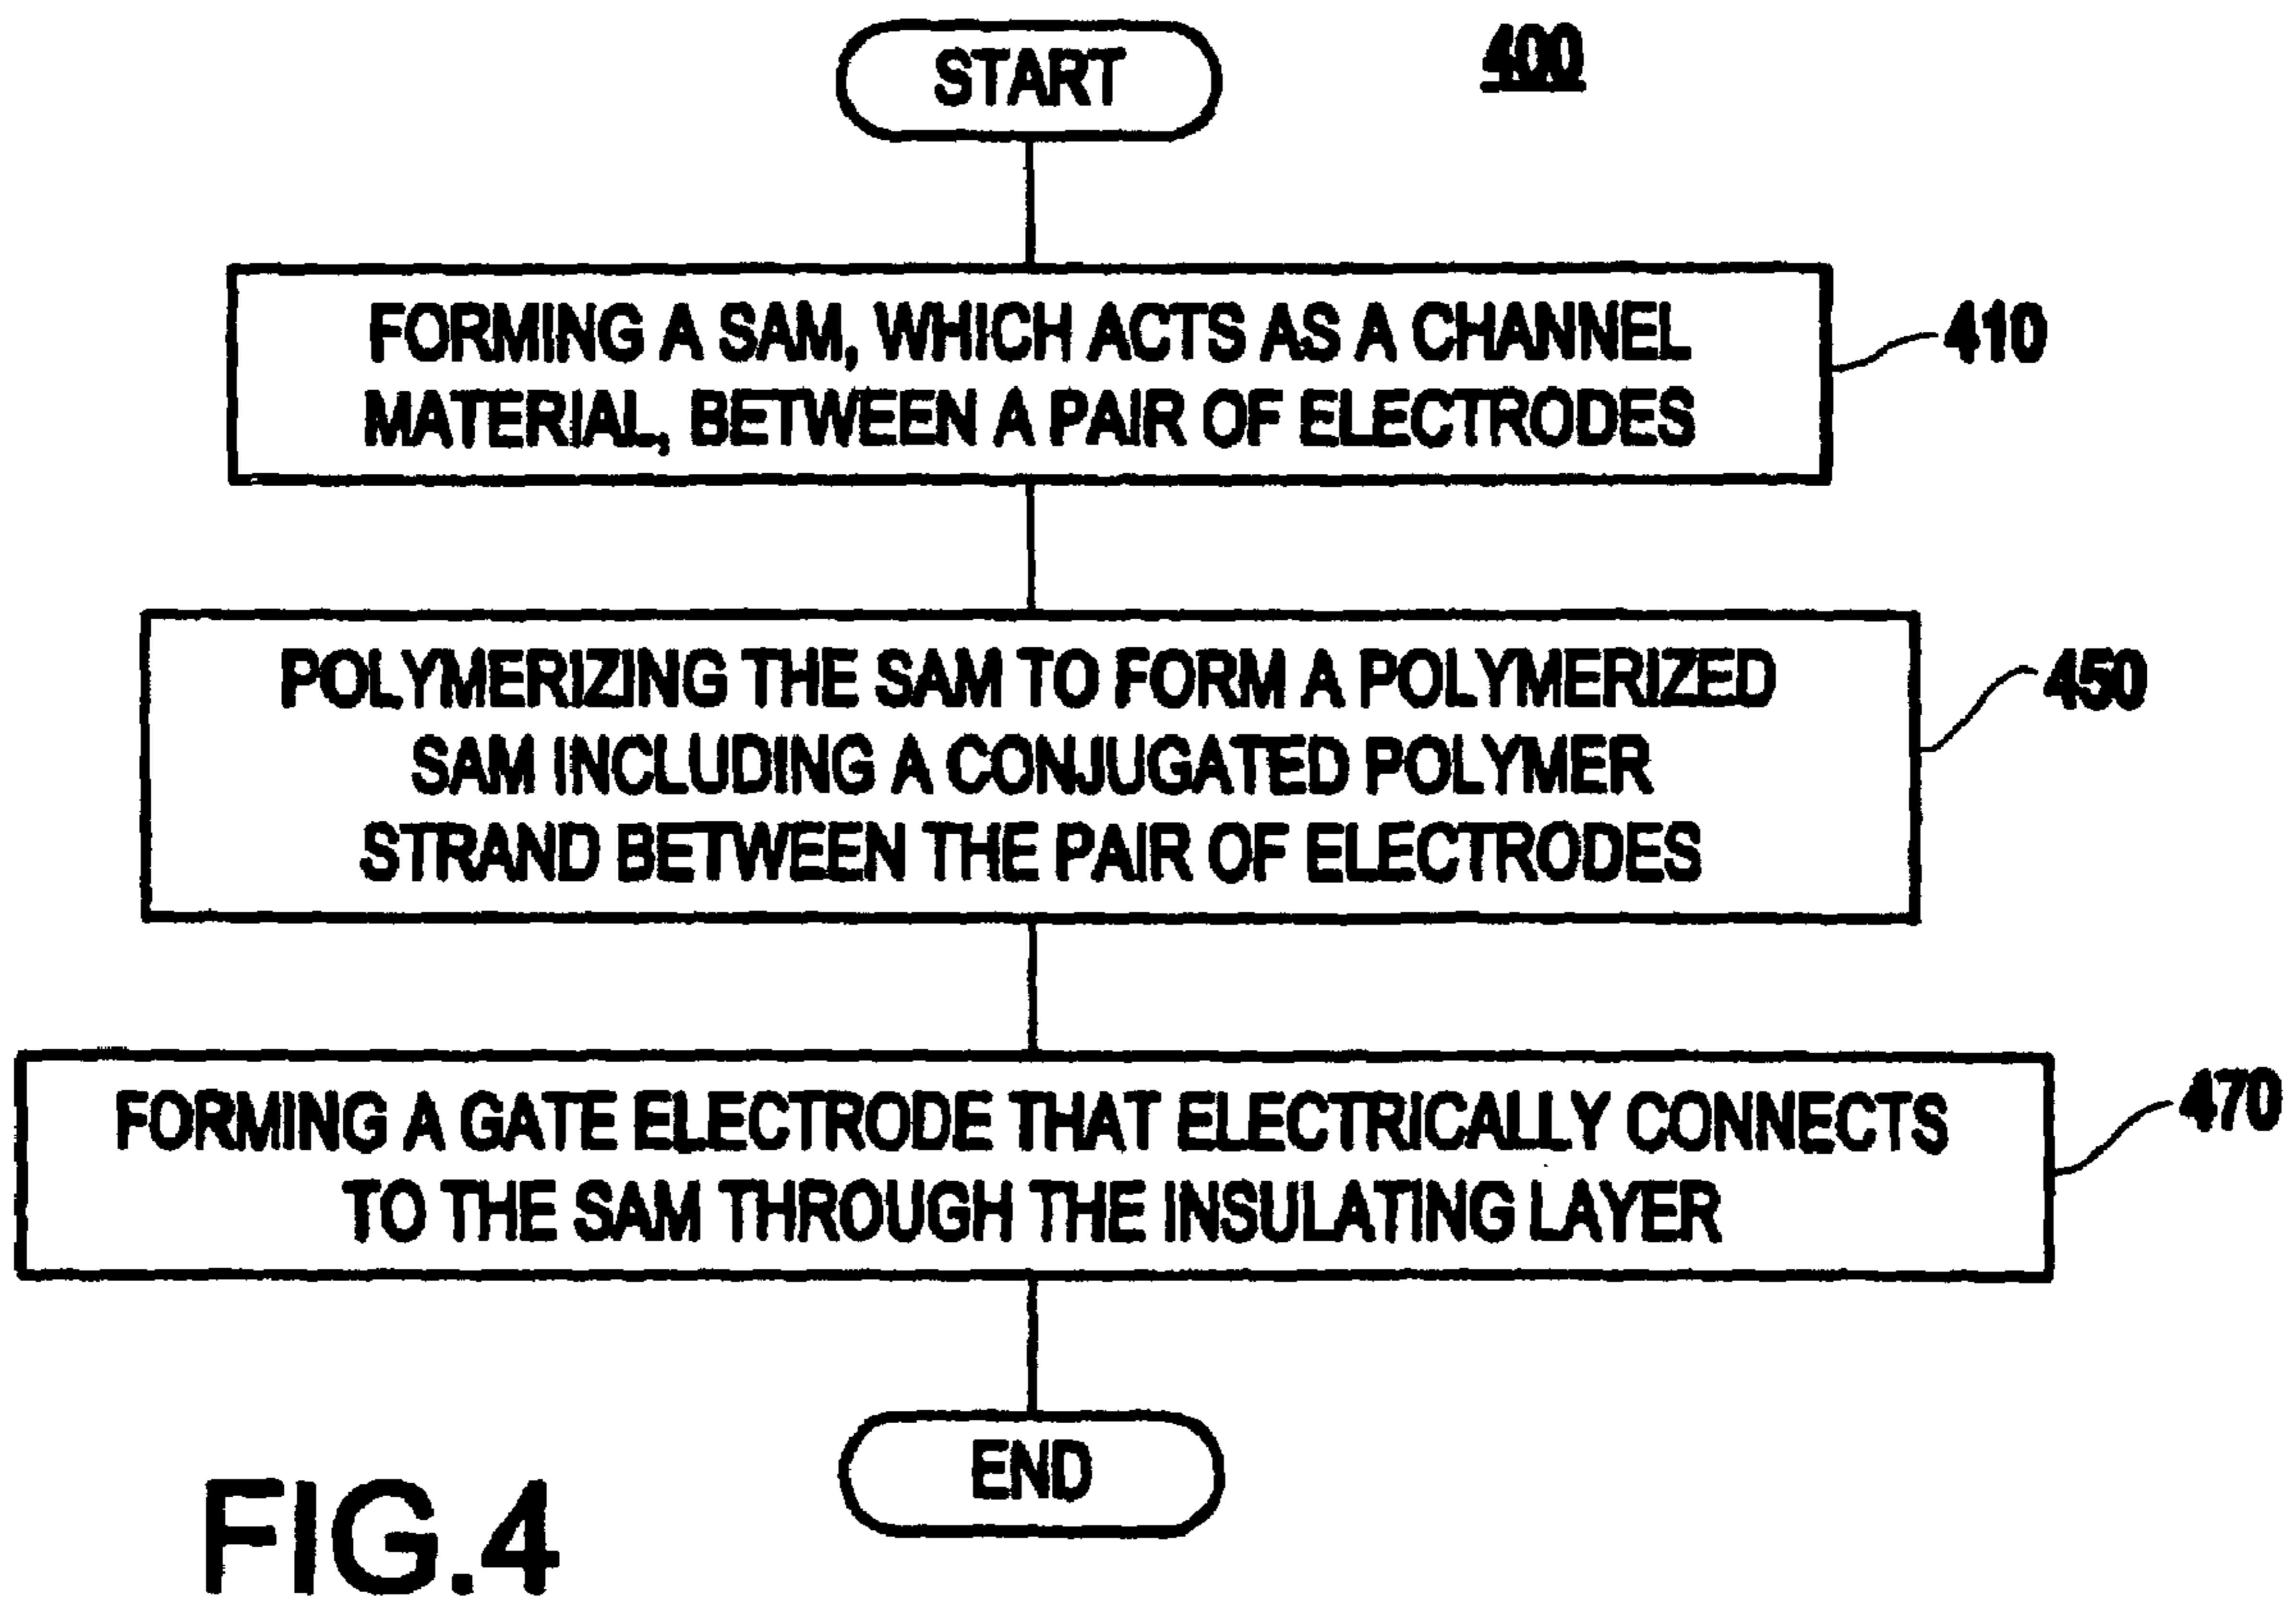 START
400
FORMING A SAM, WHICH ACTS AS A CHANNEL
MATERIAL, BETWEEN A PAIR OF ELECTRODES
410
POLYMERIZING THE SAM TO FORM A POLYMERIZED
SAM INCLUDING A CONJUGATED POLYMER
STRAND BETWEEN THE PAIR OF ELECTRODES
450
FORMING A GATE ELECTRODE THAT ELECTRICALLY CONNECTS
TO THE SAM THROUGH THE INSULATING LAYER
470
END
FIG.4